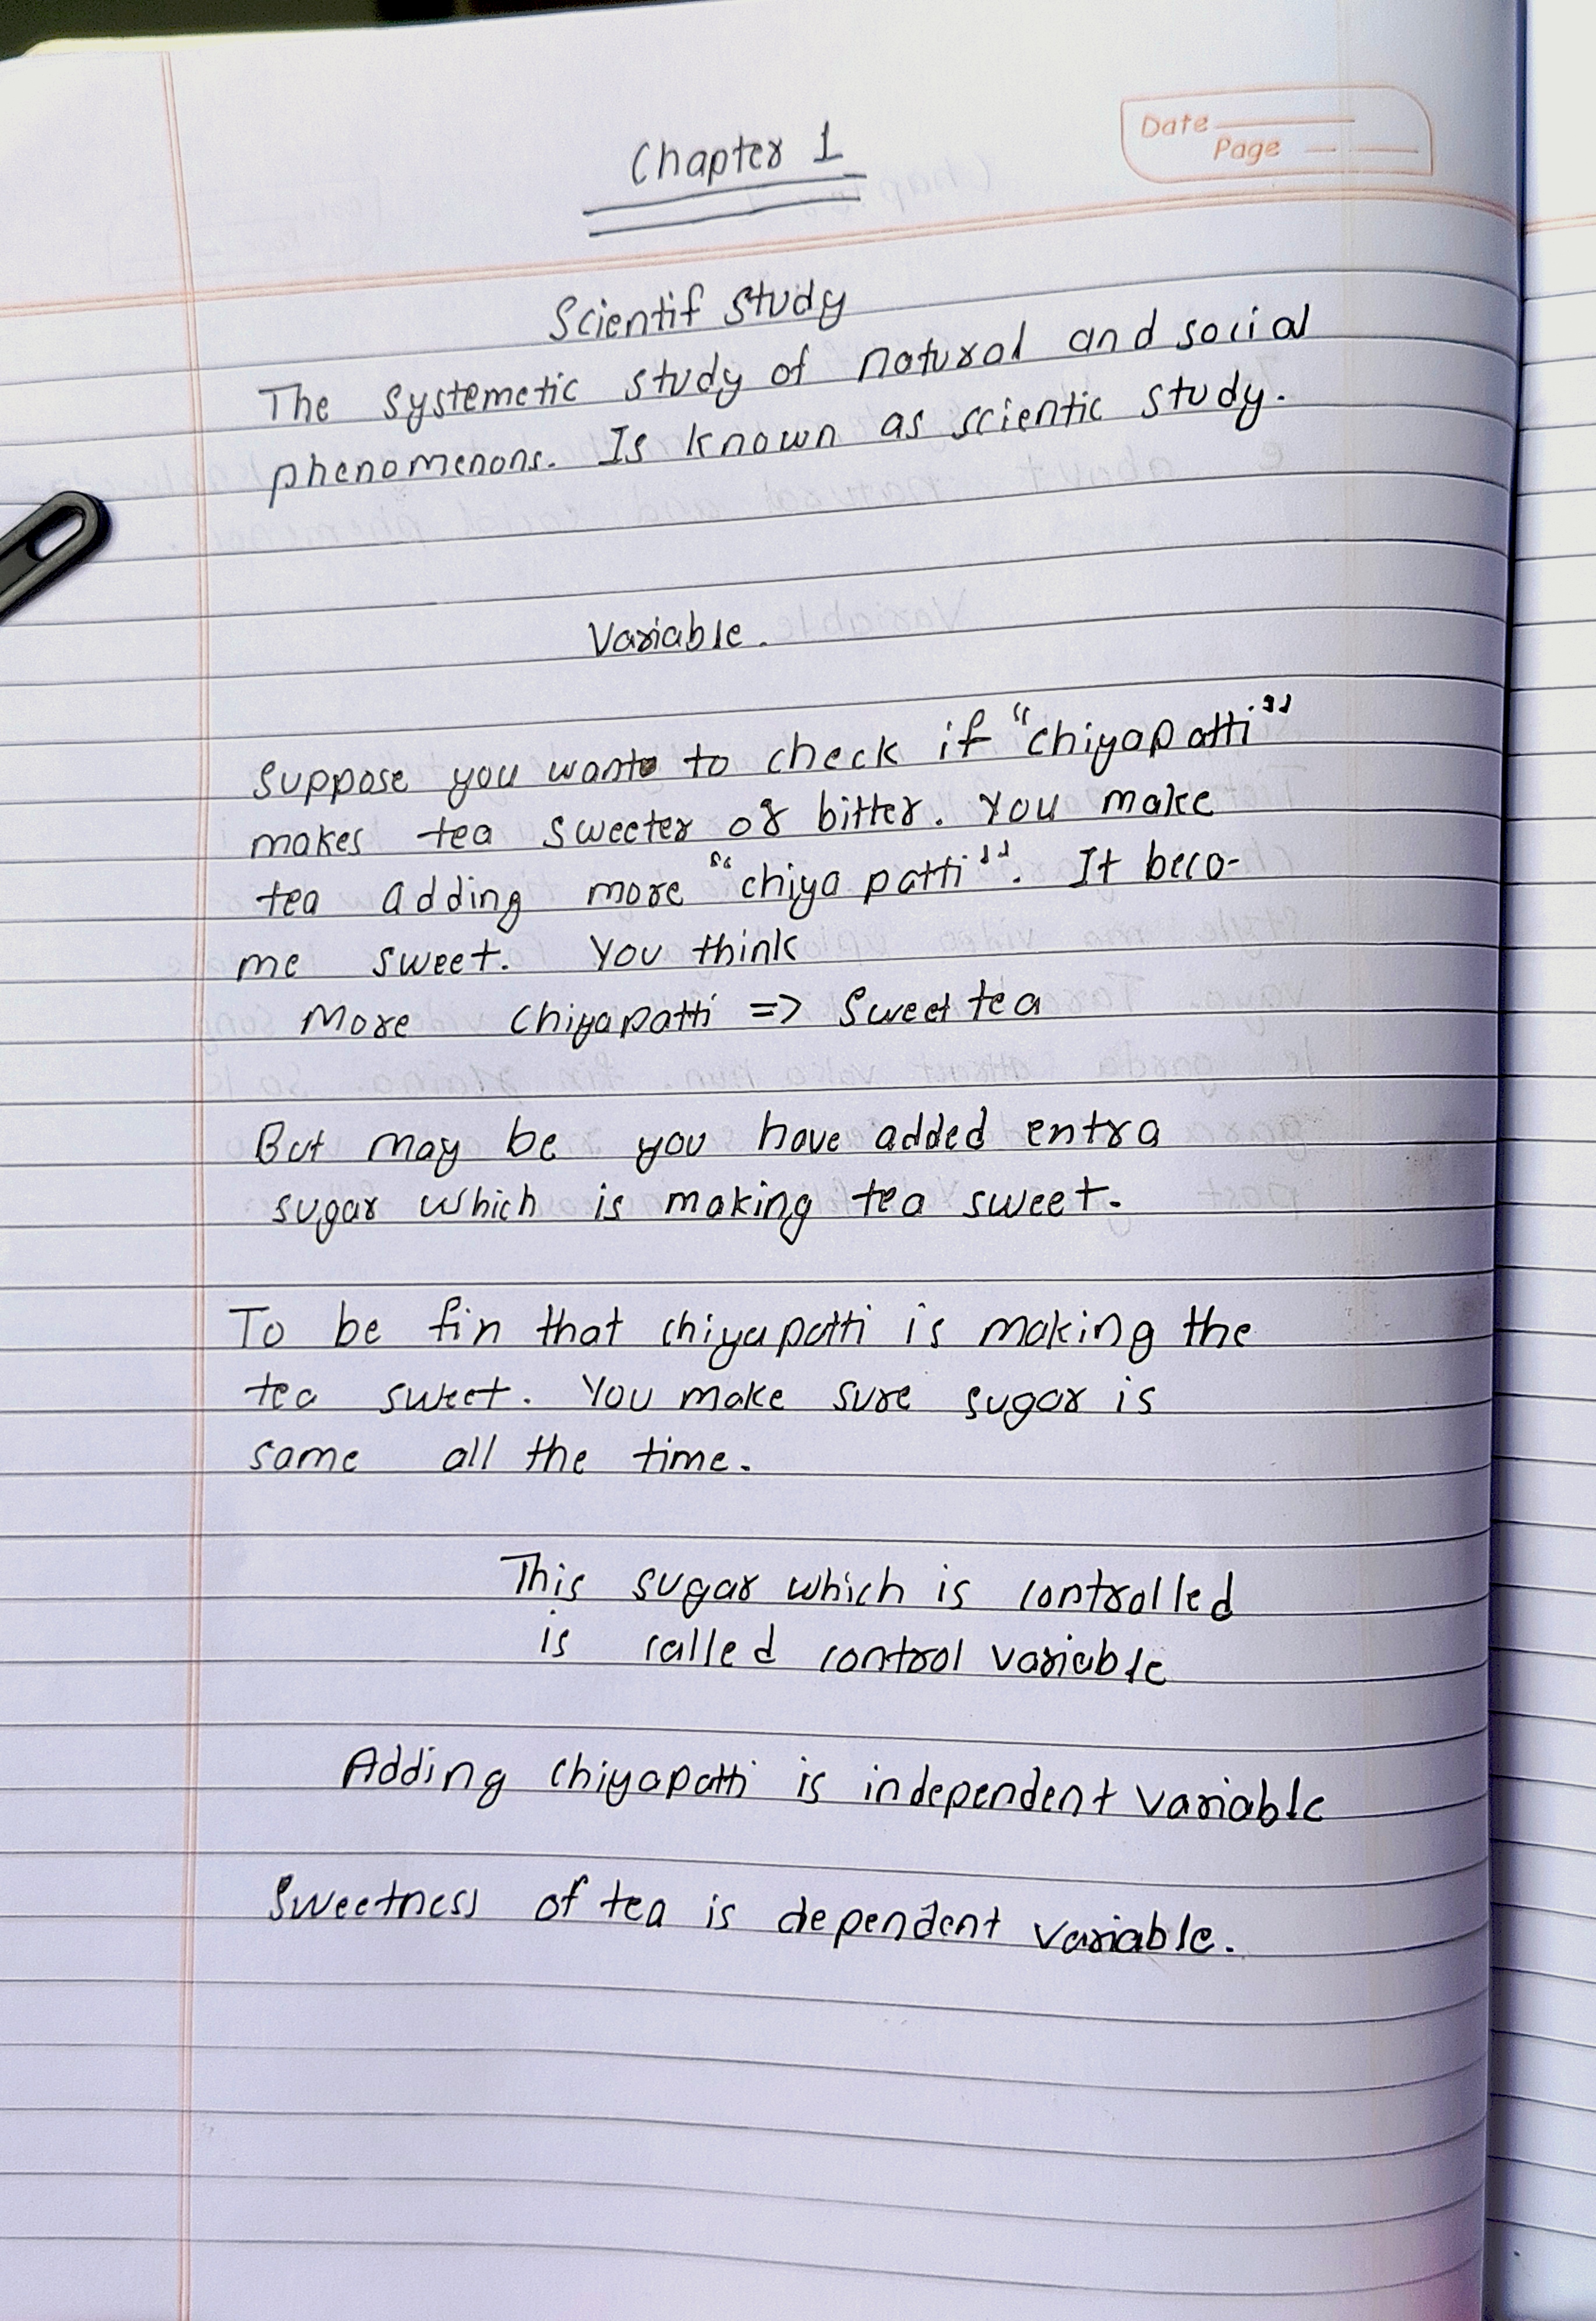 Date
Page
Chapter 1
Scientif study
The systemetic study of natural and social
phenomenons. Is known as scientic study.
Variable.
Suppose you want to check if "chiyapatti"
makes tea sweeter or bitter. You make
tea adding more "chiya patti". It beco-
me sweet. You think
More chiyapatti => Sweet tea
But may be you have added entra
sugar which is making tea sweet.
To be fin that chiyapatti is making the
tea sweet. You make sure sugar is
same all the time.
This sugar which is controlled
is called control variable
Adding chiyapatti is independent variable
Sweetness of tea is dependent variable.